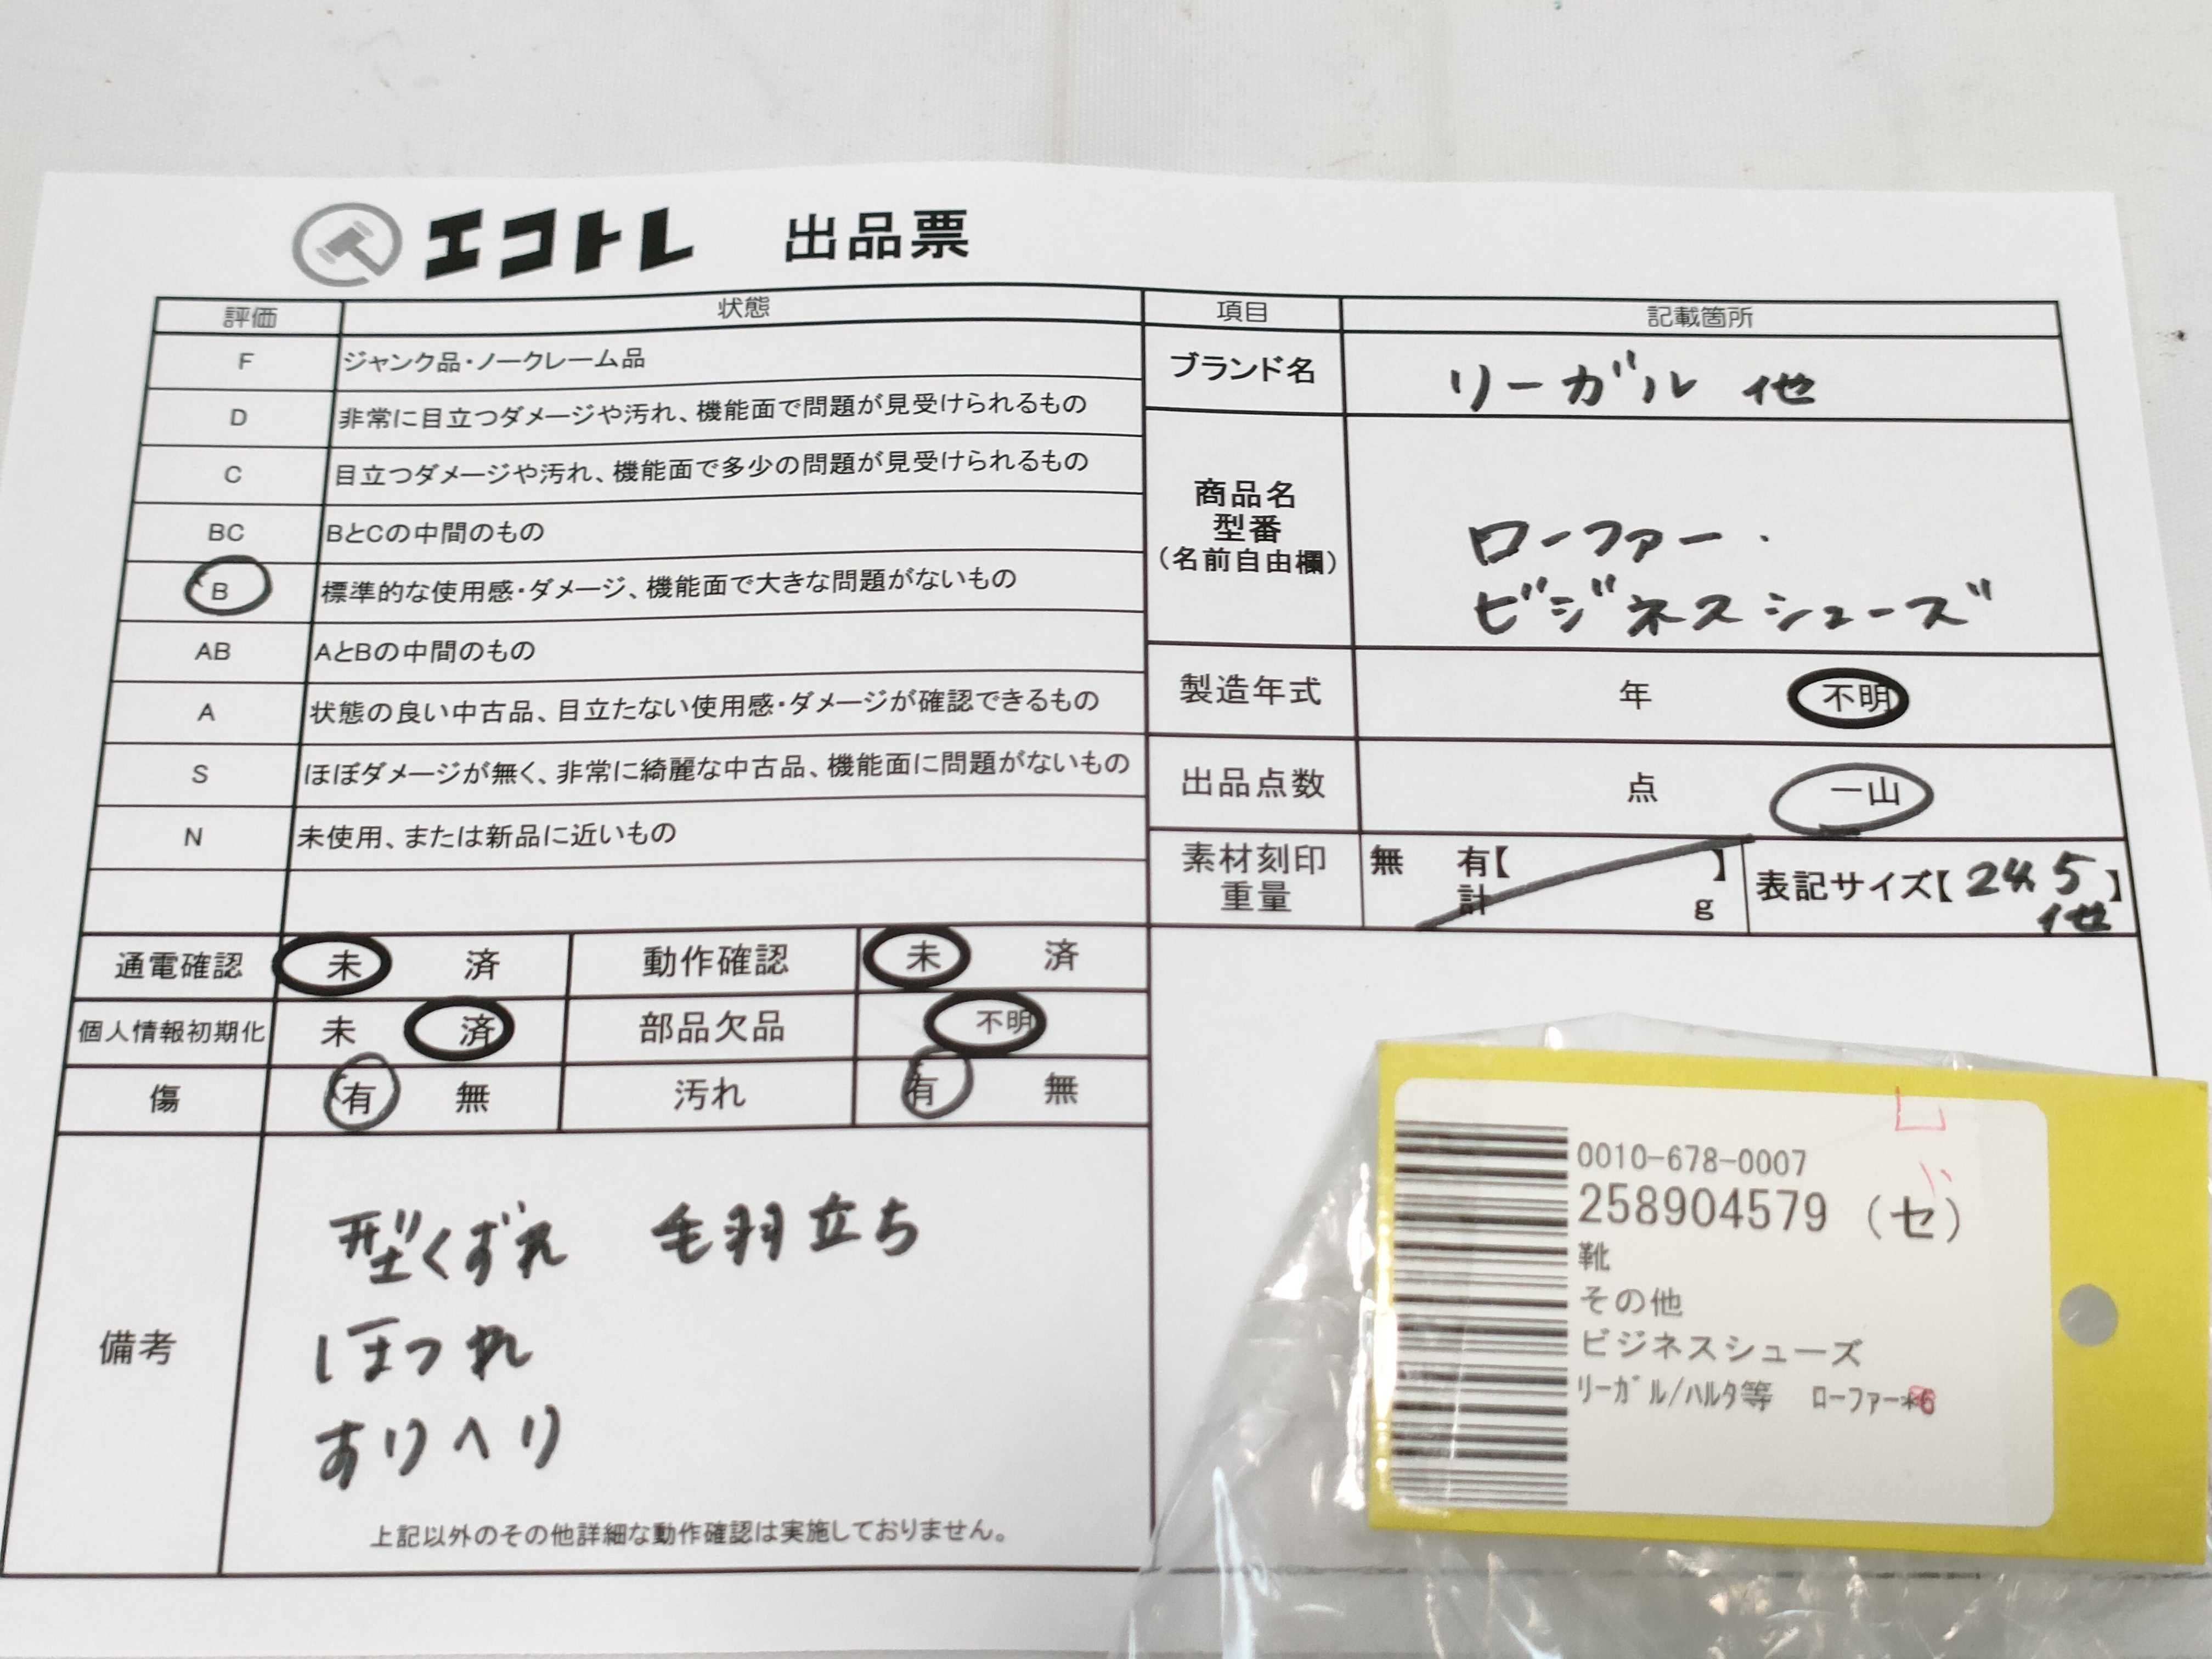 エコトレ 出品票
評価 状態
F ジャンク品・ノークレーム品
D 非常に目立つダメージや汚れ、機能面で問題が見受けられるもの
C 目立つダメージや汚れ、機能面で多少の問題が見受けられるもの
BC BとCの中間のもの
B 標準的な使用感・ダメージ、機能面で大きな問題がないもの
AB AとBの中間のもの
A 状態の良い中古品、目立たない使用感・ダメージが確認できるもの
S ほぼダメージが無く、非常に綺麗な中古品、機能面に問題がないもの
N 未使用、または新品に近いもの
通電確認 未 済 動作確認 未 済
個人情報初期化 未 済 部品欠品 不明
傷 有 無 汚れ 有 無
備考
型くずれ 毛羽立ち
ほつれ
すりへり
上記以外のその他詳細な動作確認は実施しておりません。
項目 記載箇所
ブランド名 リーガル 他
商品名
型番
(名前自由欄)
ローファー・
ビジネスシューズ
製造年式 年 不明
出品点数 点 一山
素材刻印 無 有【 】
重量 計 g
表記サイズ【24.5】
他
0010-678-0007
258904579 (セ)
靴
その他
ビジネスシューズ
リーガル/ハルタ等 ローファー*6